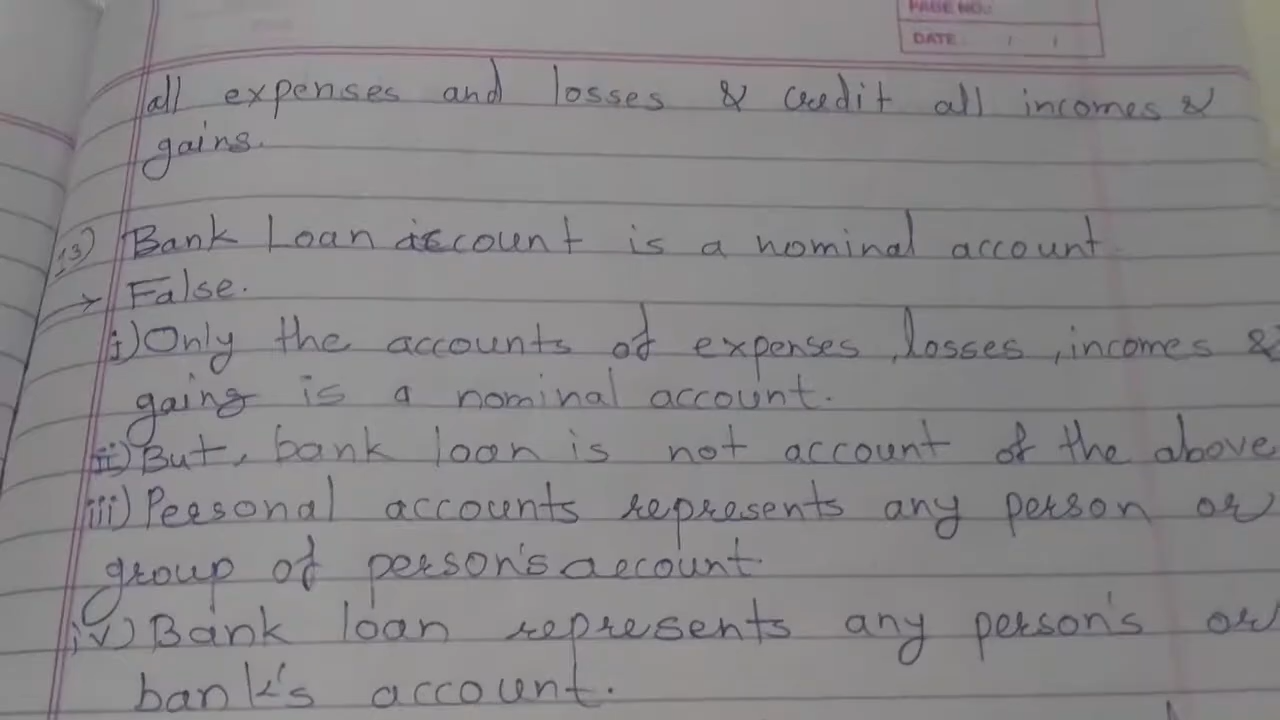 PAGE NO.:
DATE / /
all expenses and losses & credit all incomes &
gains.
13) Bank Loan account is a nominal account
→ False.
i) Only the accounts of expenses, losses, incomes &
gains is a nominal account.
ii) But, bank loan is not account of the above
iii) Personal accounts represents any person or
group of person's account
iv) Bank loan represents any person's or
bank's account.